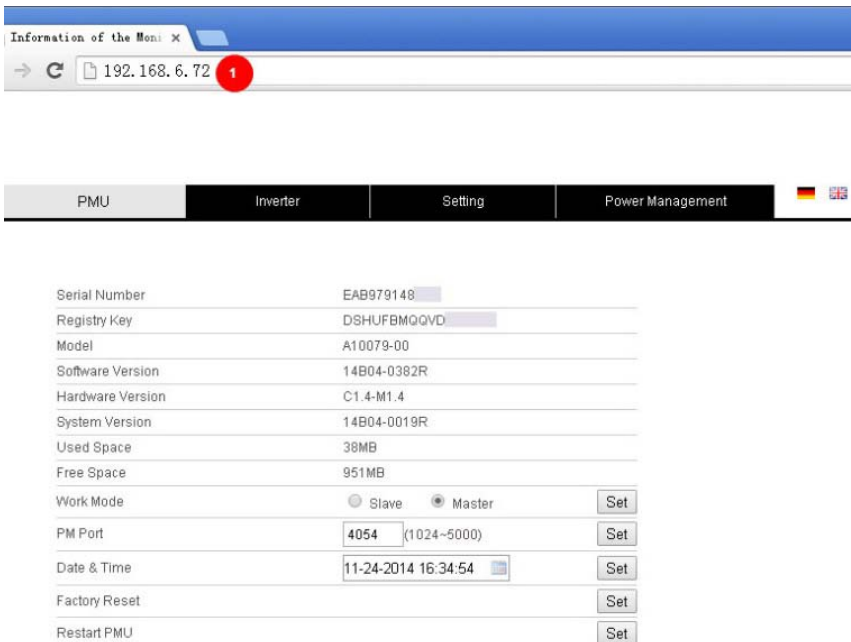 Information of the Moni ×
192.168.6.72 1
PMU Inverter Setting Power Management
Serial Number EAB979148
Registry Key DSHUFBMQQVD
Model A10079-00
Software Version 14B04-0382R
Hardware Version C1.4-M1.4
System Version 14B04-0019R
Used Space 38MB
Free Space 951MB
Work Mode Slave Master Set
PM Port 4054 (1024~5000) Set
Date & Time 11-24-2014 16:34:54 Set
Factory Reset Set
Restart PMU Set